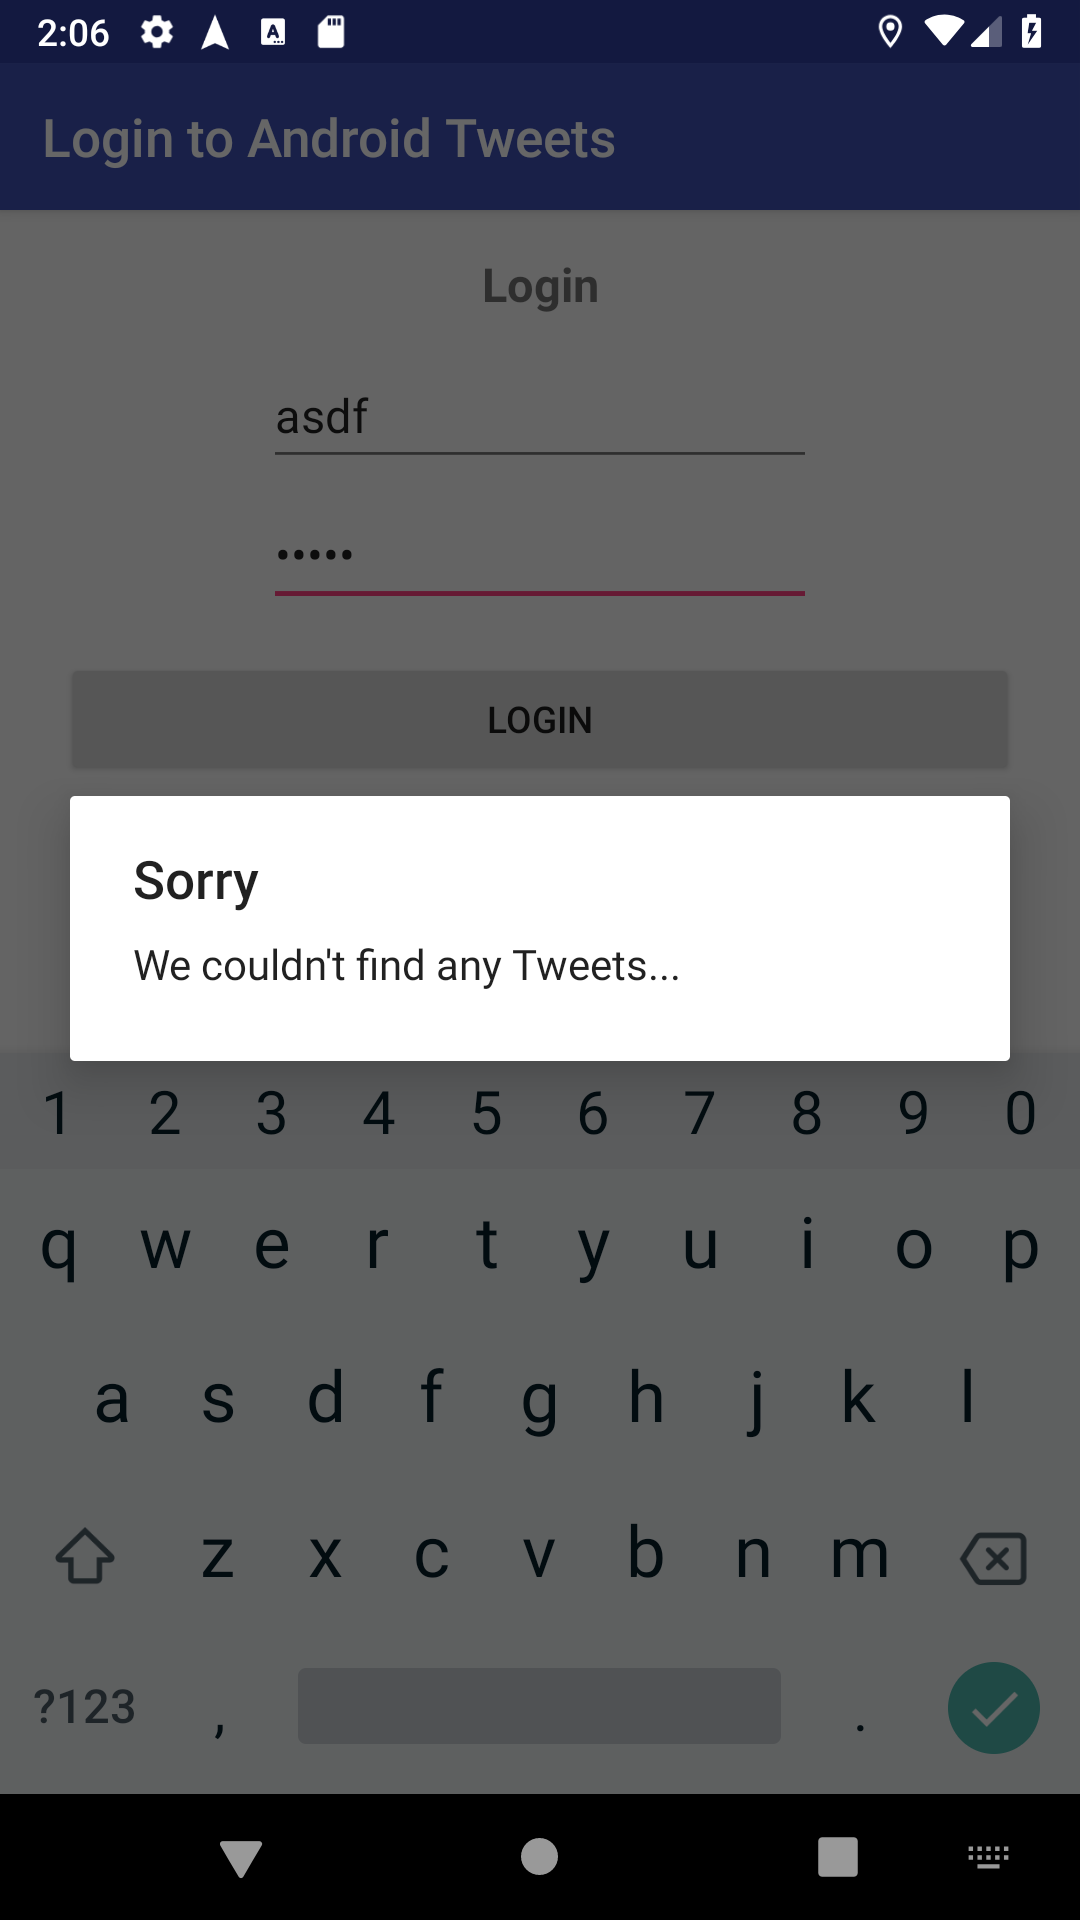 2:06
Login to Android Tweets
Login
asdf
•••••
LOGIN
Sorry
We couldn't find any Tweets...
1 2 3 4 5 6 7 8 9 0
q w e r t y u i o p
a s d f g h j k l
z x c v b n m
?123 , .